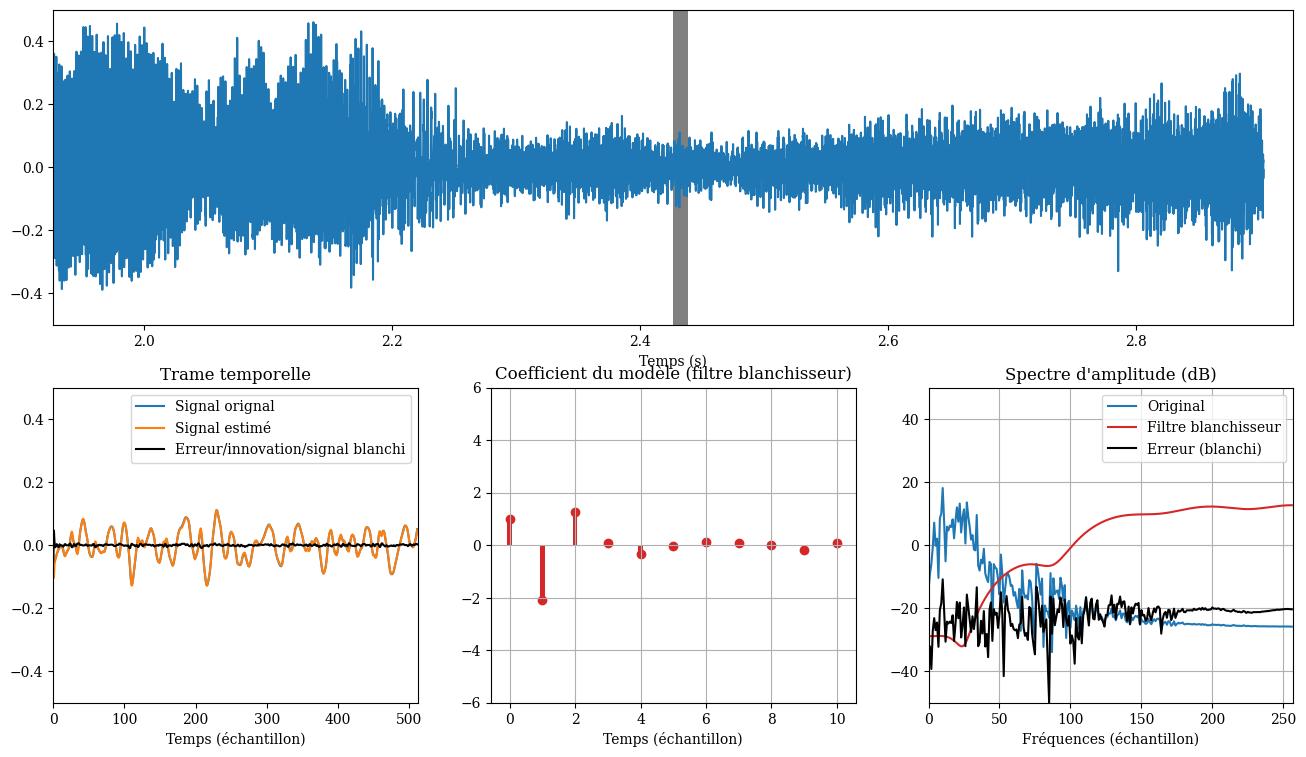 0.4
0.2
0.0
−0.2
−0.4
2.0 2.2 2.4 2.6 2.8
Temps (s)
Trame temporelle
Signal orignal
Signal estimé
Erreur/innovation/signal blanchi
0.4
0.2
0.0
−0.2
−0.4
0 100 200 300 400 500
Temps (échantillon)
Coefficient du modèle (filtre blanchisseur)
6
4
2
0
−2
−4
−6
0 2 4 6 8 10
Temps (échantillon)
Spectre d'amplitude (dB)
Original
Filtre blanchisseur
Erreur (blanchi)
40
20
0
−20
−40
0 50 100 150 200 250
Fréquences (échantillon)